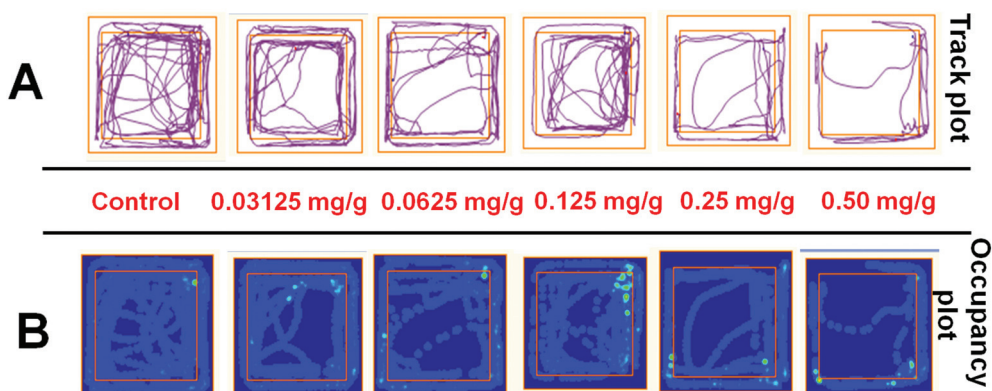 A
Track plot
Control 0.03125 mg/g 0.0625 mg/g 0.125 mg/g 0.25 mg/g 0.50 mg/g
B
Occupancy
plot